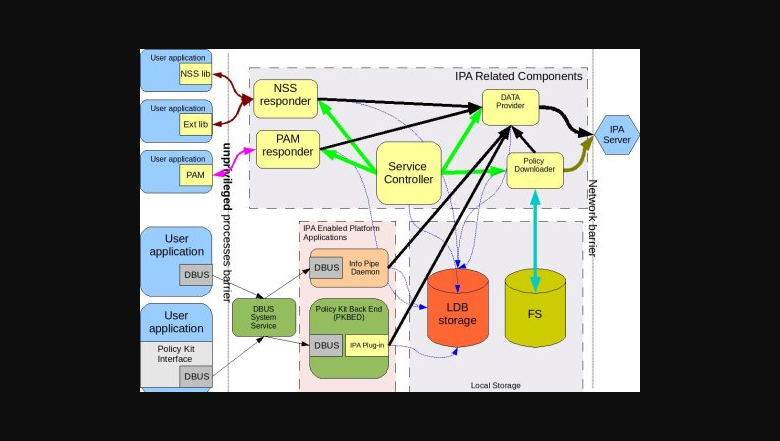 User application
NSS lib
User application
Ext lib
User application
PAM
unprivileged processes barrier
User
application
DBUS
User
application
Policy Kit
Interface
DBUS
IPA Related Components
NSS
responder
PAM
responder
Service
Controller
DATA
Provider
Policy
Downloader
IPA
Server
Network barrier
IPA Enabled Platform
Applications
DBUS
Info Pipe
Daemon
DBUS
System
Service
Policy Kit Back End
(PKBED)
DBUS
IPA Plug-in
LDB
storage
FS
Local Storage